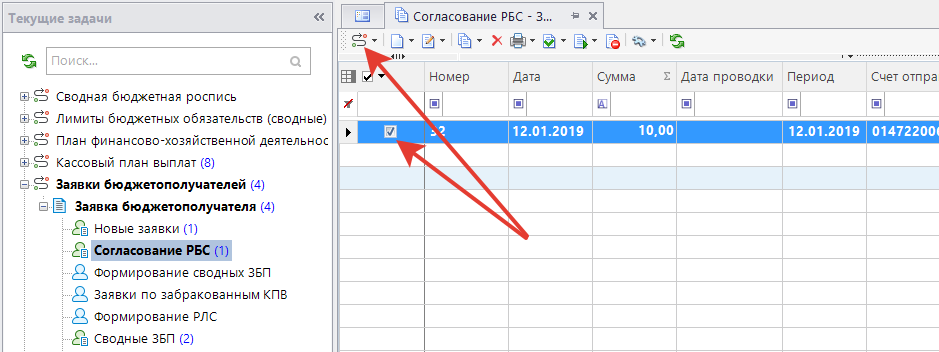 Текущие задачи
«
Поиск...
Сводная бюджетная роспись
Лимиты бюджетных обязательств (сводные)
План финансово-хозяйственной деятельнос
Кассовый план выплат (8)
Заявки бюджетополучателей (4)
Заявка бюджетополучателя (4)
Новые заявки (1)
Согласование РБС (1)
Формирование сводных ЗБП
Заявки по забракованным КПВ
Формирование РЛС
Сводные ЗБП (2)
Согласование РБС - З...
Номер Дата Сумма Σ Дата проводки Период Счет отпра
A
12.01.2019 10,00 12.01.2019 01472200